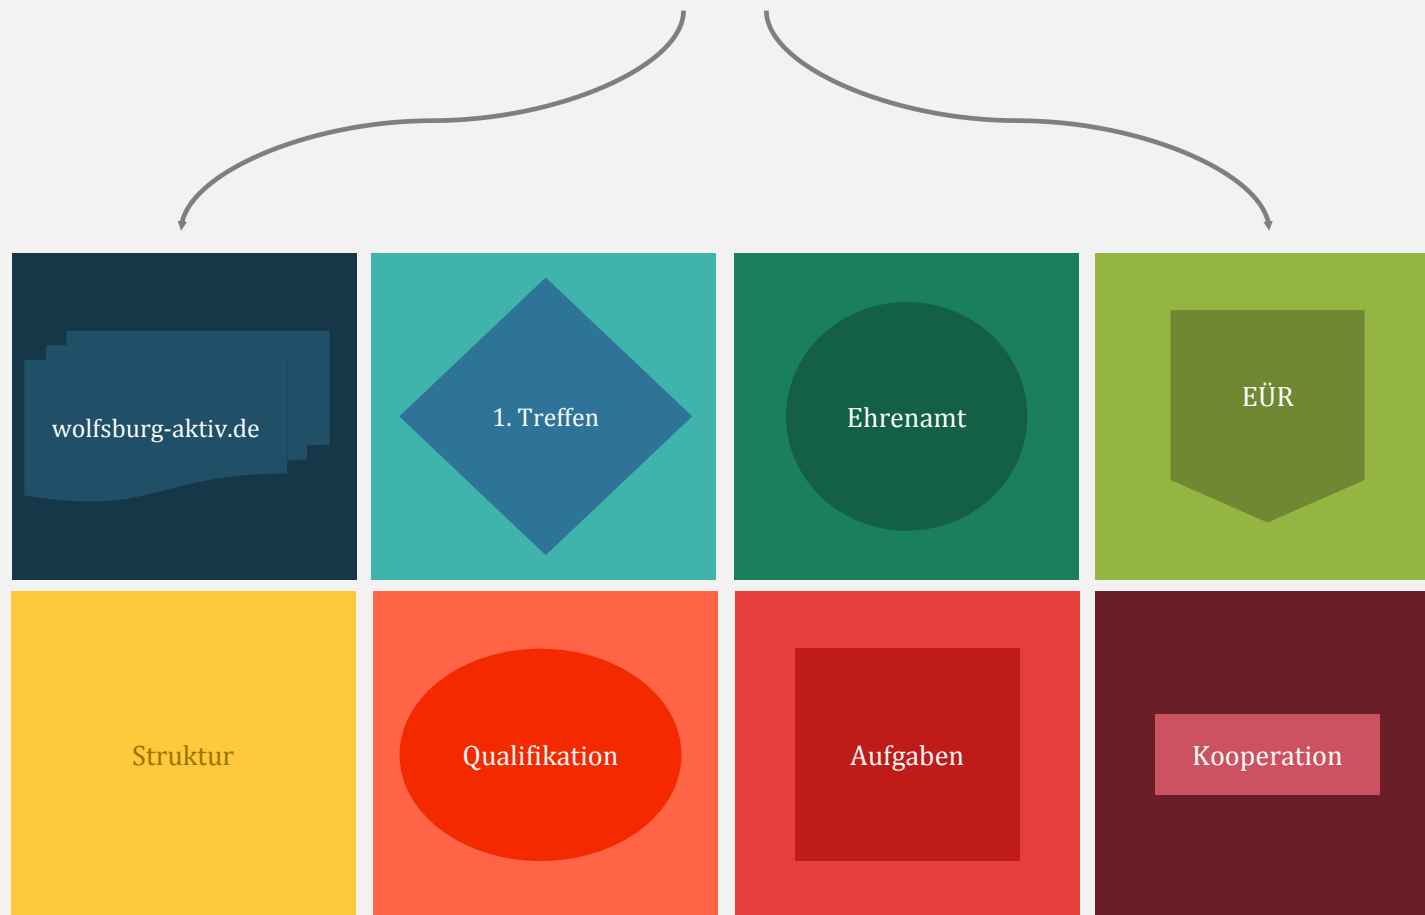 wolfsburg-aktiv.de
1. Treffen
Ehrenamt
EÜR
Struktur
Qualifikation
Aufgaben
Kooperation